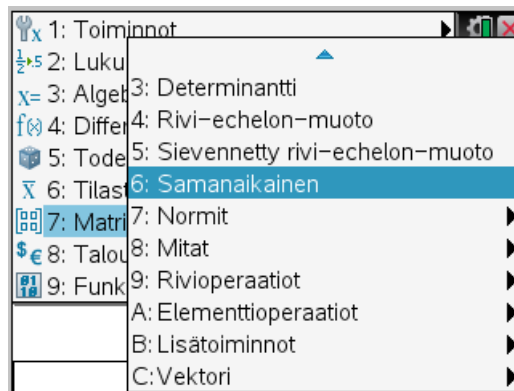 1: Toiminnot
2: Luku
3: Algeb
4: Differ
5: Tode
6: Tilast
7: Matri
8: Talou
9: Funk
3: Determinantti
4: Rivi-echelon-muoto
5: Sievennetty rivi-echelon-muoto
6: Samanaikainen
7: Normit
8: Mitat
9: Rivioperaatiot
A: Elementtioperaatiot
B: Lisätoiminnot
C: Vektori